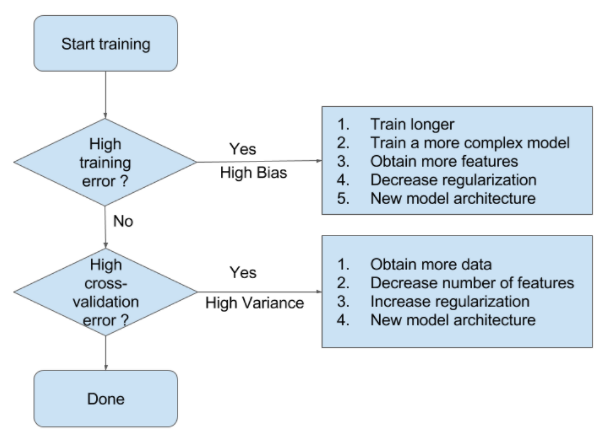 Start training
High
training
error ?
Yes
High Bias
1. Train longer
2. Train a more complex model
3. Obtain more features
4. Decrease regularization
5. New model architecture
No
High
cross-
validation
error ?
Yes
High Variance
1. Obtain more data
2. Decrease number of features
3. Increase regularization
4. New model architecture
Done